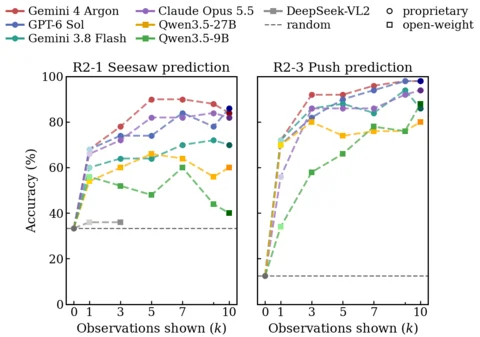 Gemini 4 Argon
GPT-6 Sol
Gemini 3.8 Flash
Claude Opus 5.5
Qwen3.5-27B
Qwen3.5-9B
DeepSeek-VL2
random
proprietary
open-weight
R2-1 Seesaw prediction
R2-3 Push prediction
Accuracy (%)
100
80
60
40
20
0
0 1 3 5 7 10
0 1 3 5 7 10
Observations shown (k)
Observations shown (k)